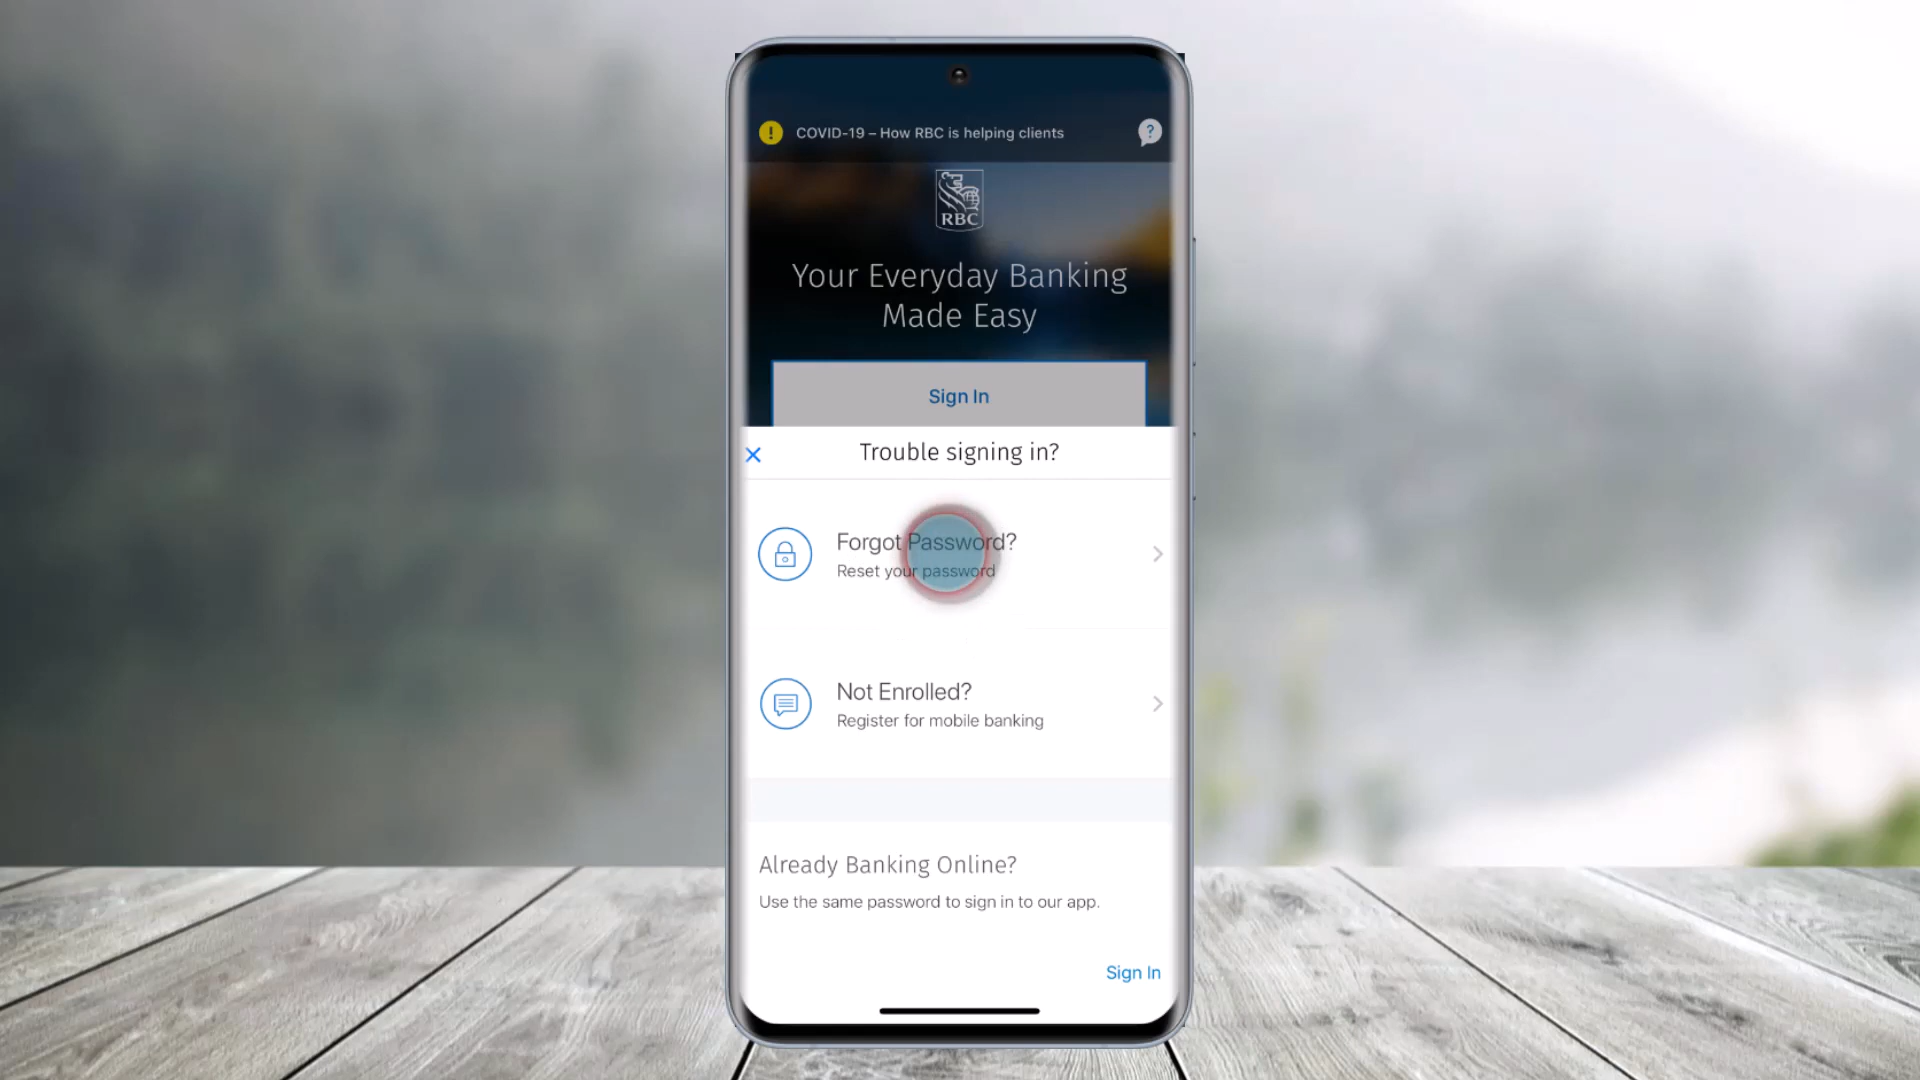 COVID-19 – How RBC is helping clients
RBC
Your Everyday Banking
Made Easy
Sign In
Trouble signing in?
Forgot Password?
Reset your password
Not Enrolled?
Register for mobile banking
Already Banking Online?
Use the same password to sign in to our app.
Sign In